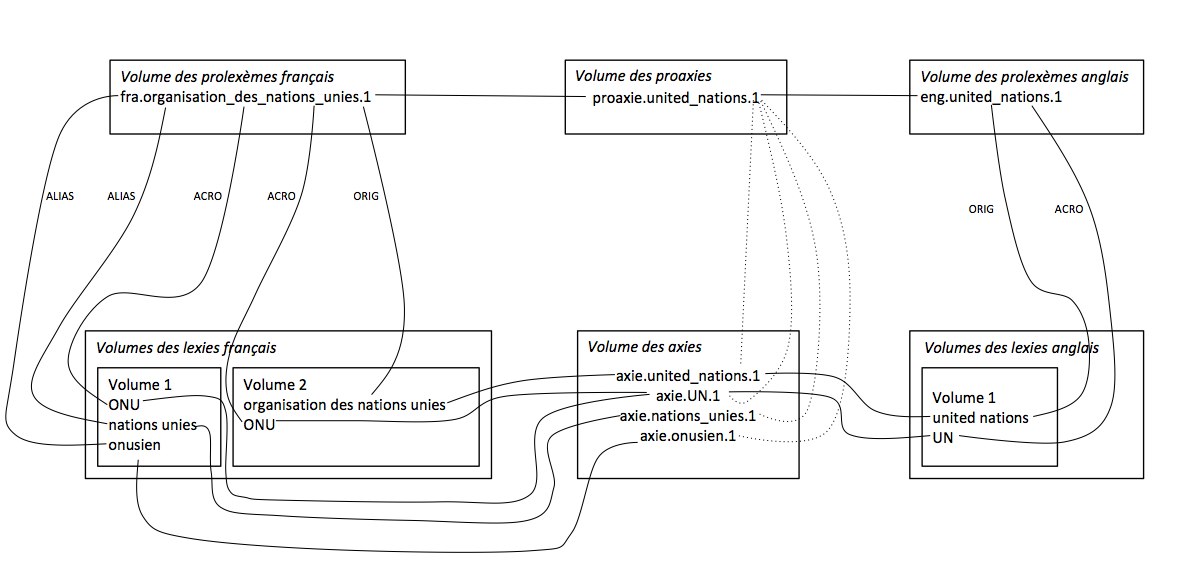 Volume des prolexèmes français
fra.organisation_des_nations_unies.1
Volume des proaxies
proaxie.united_nations.1
Volume des prolexèmes anglais
eng.united_nations.1
ALIAS
ALIAS
ACRO
ACRO
ORIG
ORIG
ACRO
Volumes des lexies français
Volume 1
ONU
nations unies
onusien
Volume 2
organisation des nations unies
ONU
Volume des axies
axie.united_nations.1
axie.UN.1
axie.nations_unies.1
axie.onusien.1
Volumes des lexies anglais
Volume 1
united nations
UN